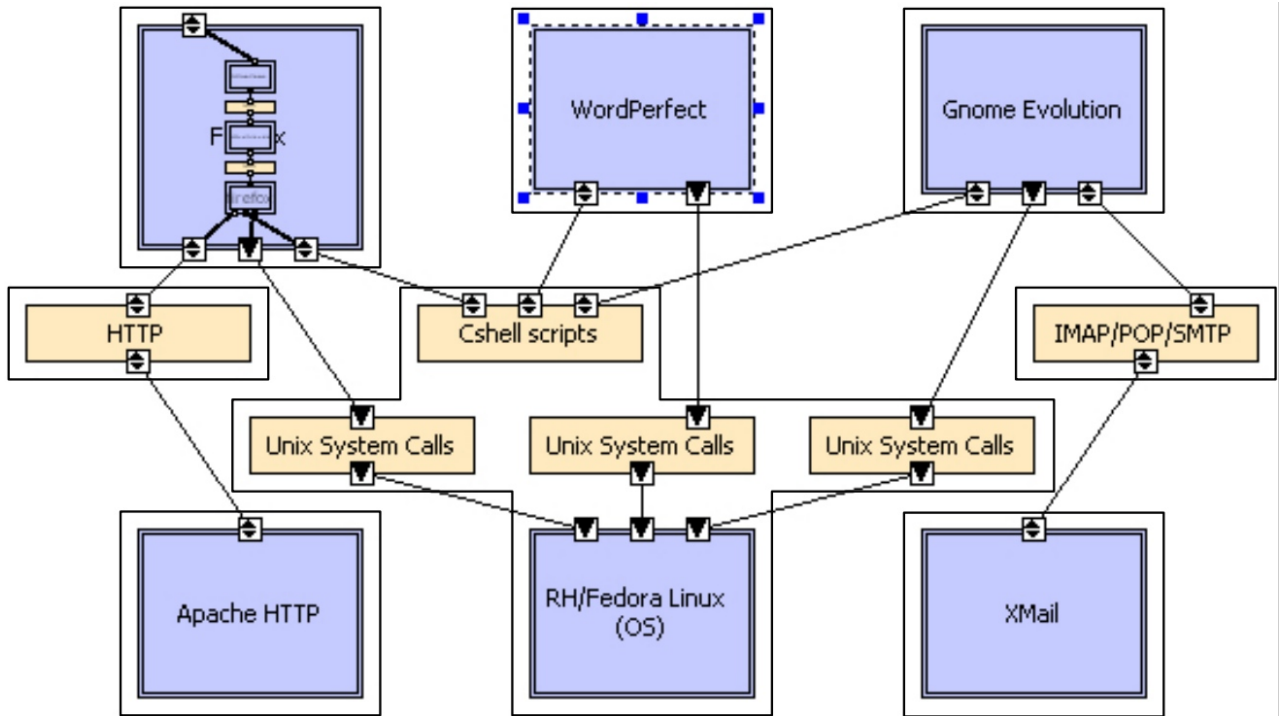 F x
firefox
WordPerfect
Gnome Evolution
HTTP
Cshell scripts
IMAP/POP/SMTP
Unix System Calls
Unix System Calls
Unix System Calls
Apache HTTP
RH/Fedora Linux
(OS)
XMail